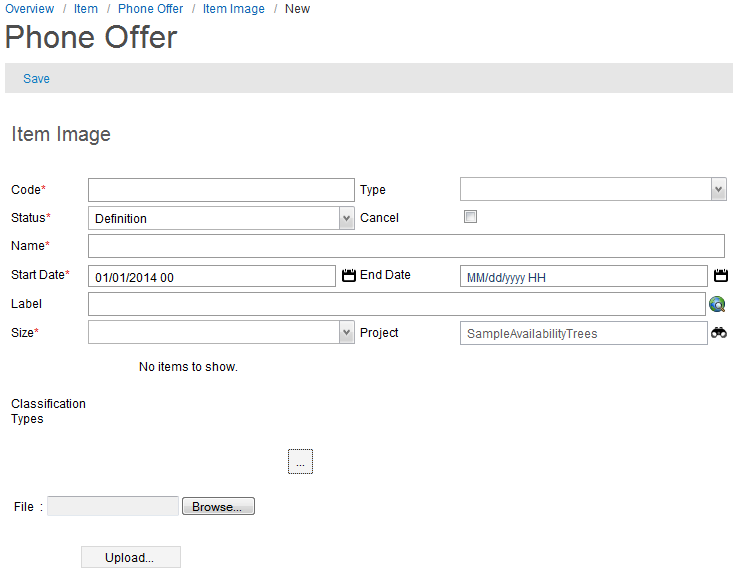 Overview / Item / Phone Offer / Item Image / New
Phone Offer
Save
Item Image
Code* Type
Status* Definition Cancel
Name*
Start Date* 01/01/2014 00 End Date MM/dd/yyyy HH
Label
Size* Project SampleAvailabilityTrees
No items to show.
Classification
Types
...
File : Browse...
Upload...